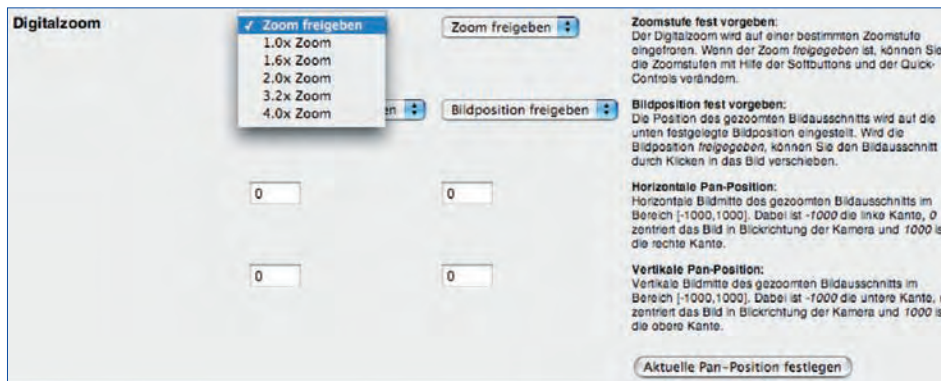 Digitalzoom
✓ Zoom freigeben
1.0x Zoom
1.6x Zoom
2.0x Zoom
3.2x Zoom
4.0x Zoom
Zoom freigeben
en
Bildposition freigeben
0
0
0
0
Zoomstufe fest vorgeben:
Der Digitalzoom wird auf einer bestimmten Zoomstufe
eingefroren. Wenn der Zoom freigegeben ist, können Sie
die Zoomstufen mit Hilfe der Softbuttons und der Quick-
Controls verändern.
Bildposition fest vorgeben:
Die Position des gezoomten Bildausschnitts wird auf die
unten festgelegte Bildposition eingestellt. Wird die
Bildposition freigegeben, können Sie den Bildausschnitt
durch Klicken in das Bild verschieben.
Horizontale Pan-Position:
Horizontale Bildmitte des gezoomten Bildausschnitts im
Bereich [-1000,1000]. Dabei ist -1000 die linke Kante, 0
zentriert das Bild in Blickrichtung der Kamera und 1000
die rechte Kante.
Vertikale Pan-Position:
Vertikale Bildmitte des gezoomten Bildausschnitts im
Bereich [-1000,1000]. Dabei ist -1000 die untere Kante,
zentriert das Bild in Blickrichtung der Kamera und 1000
die obere Kante.
Aktuelle Pan-Position festlegen